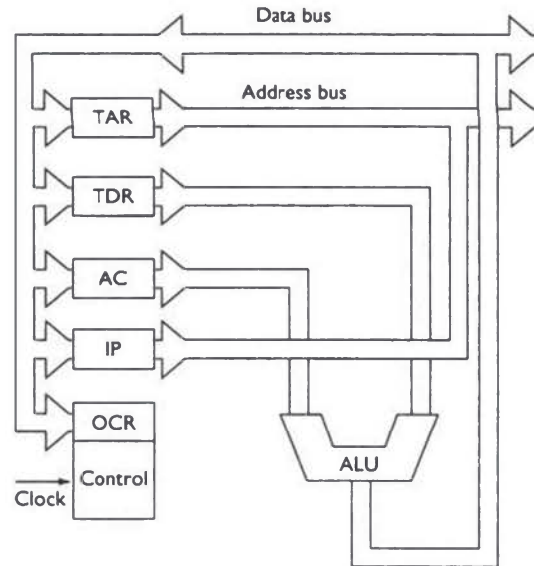 Data bus
Address bus
TAR
TDR
AC
IP
OCR
ALU
Control
Clock